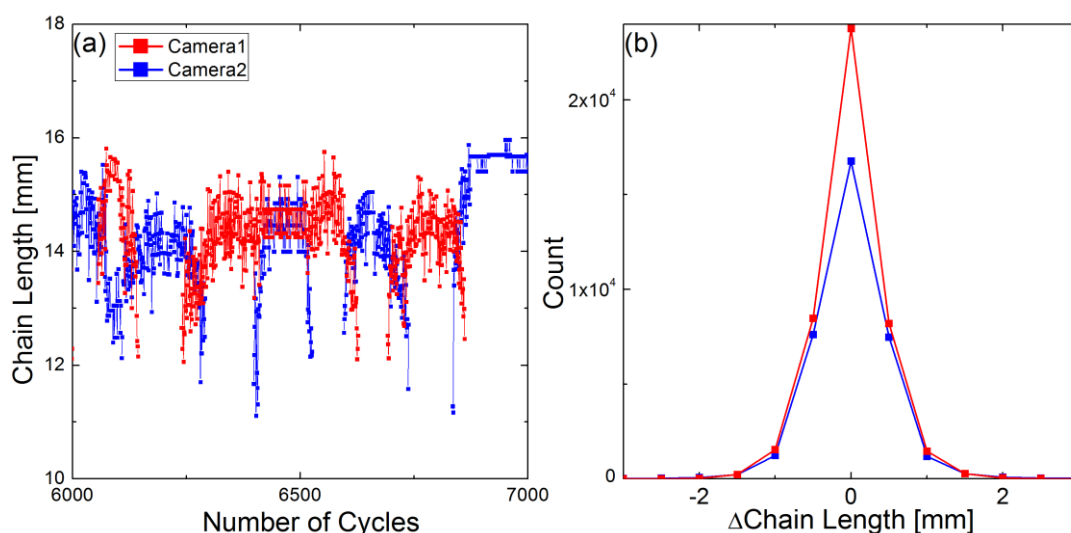 (a)
Camera1
Camera2
18
16
14
12
10
6000
6500
7000
Chain Length [mm]
Number of Cycles
(b)
2x10⁴
1x10⁴
0
-2
0
2
Count
ΔChain Length [mm]